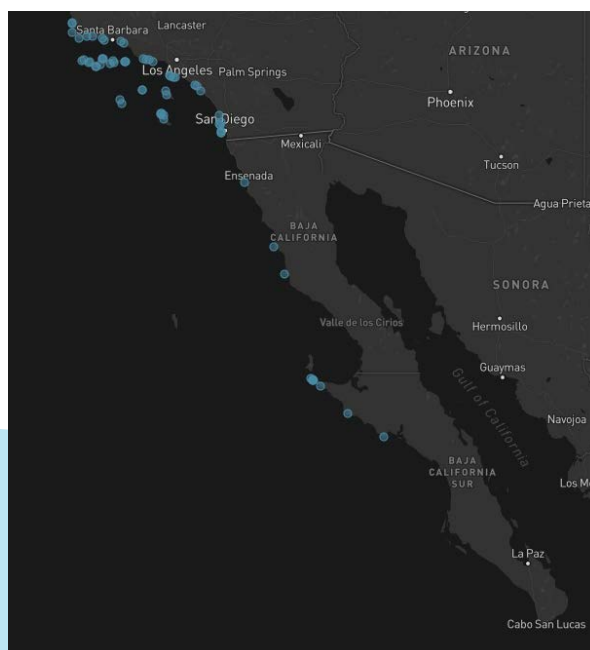 Lancaster
Santa Barbara
ARIZONA
Los Angeles
Palm Springs
Phoenix
San Diego
Mexicali
Tucson
Ensenada
Agua Prieta
BAJA
CALIFORNIA
SONORA
Valle de los Cirios
Hermosillo
Guaymas
Gulf of California
Navojoa
BAJA
CALIFORNIA
SUR
Los M
La Paz
Cabo San Lucas